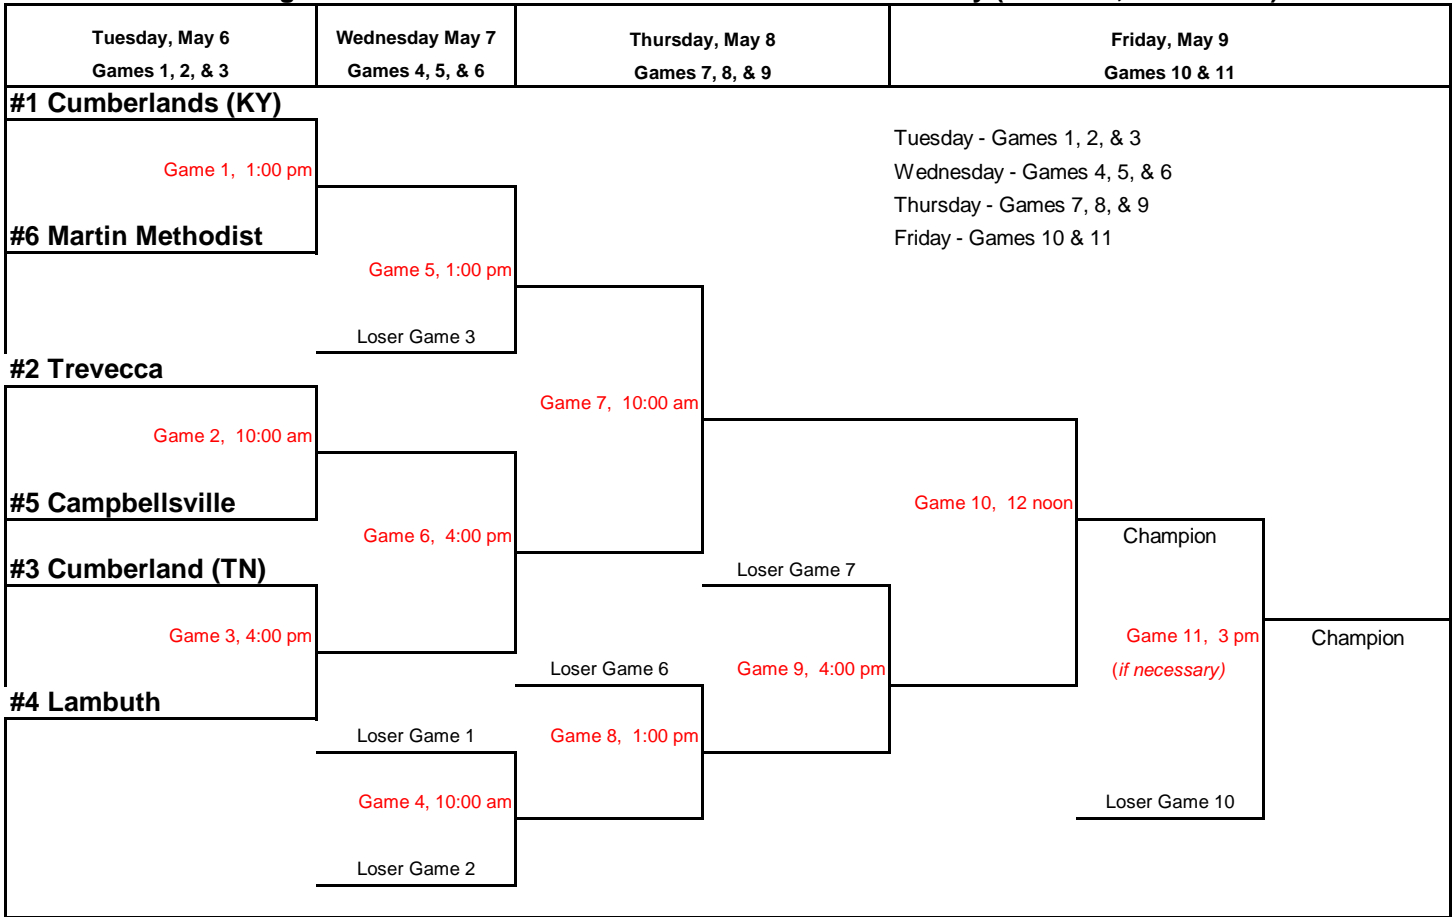 Tuesday, May 6
Games 1, 2, & 3
Wednesday May 7
Games 4, 5, & 6
Thursday, May 8
Games 7, 8, & 9
Friday, May 9
Games 10 & 11
#1 Cumberlands (KY)
Game 1, 1:00 pm
#6 Martin Methodist
Tuesday - Games 1, 2, & 3
Wednesday - Games 4, 5, & 6
Thursday - Games 7, 8, & 9
Friday - Games 10 & 11
Game 5, 1:00 pm
Loser Game 3
#2 Trevecca
Game 7, 10:00 am
Game 2, 10:00 am
#5 Campbellsville
Game 10, 12 noon
Game 6, 4:00 pm
Champion
#3 Cumberland (TN)
Loser Game 7
Game 3, 4:00 pm
Game 11, 3 pm
(if necessary)
Champion
Loser Game 6
Game 9, 4:00 pm
#4 Lambuth
Loser Game 1
Game 8, 1:00 pm
Game 4, 10:00 am
Loser Game 10
Loser Game 2